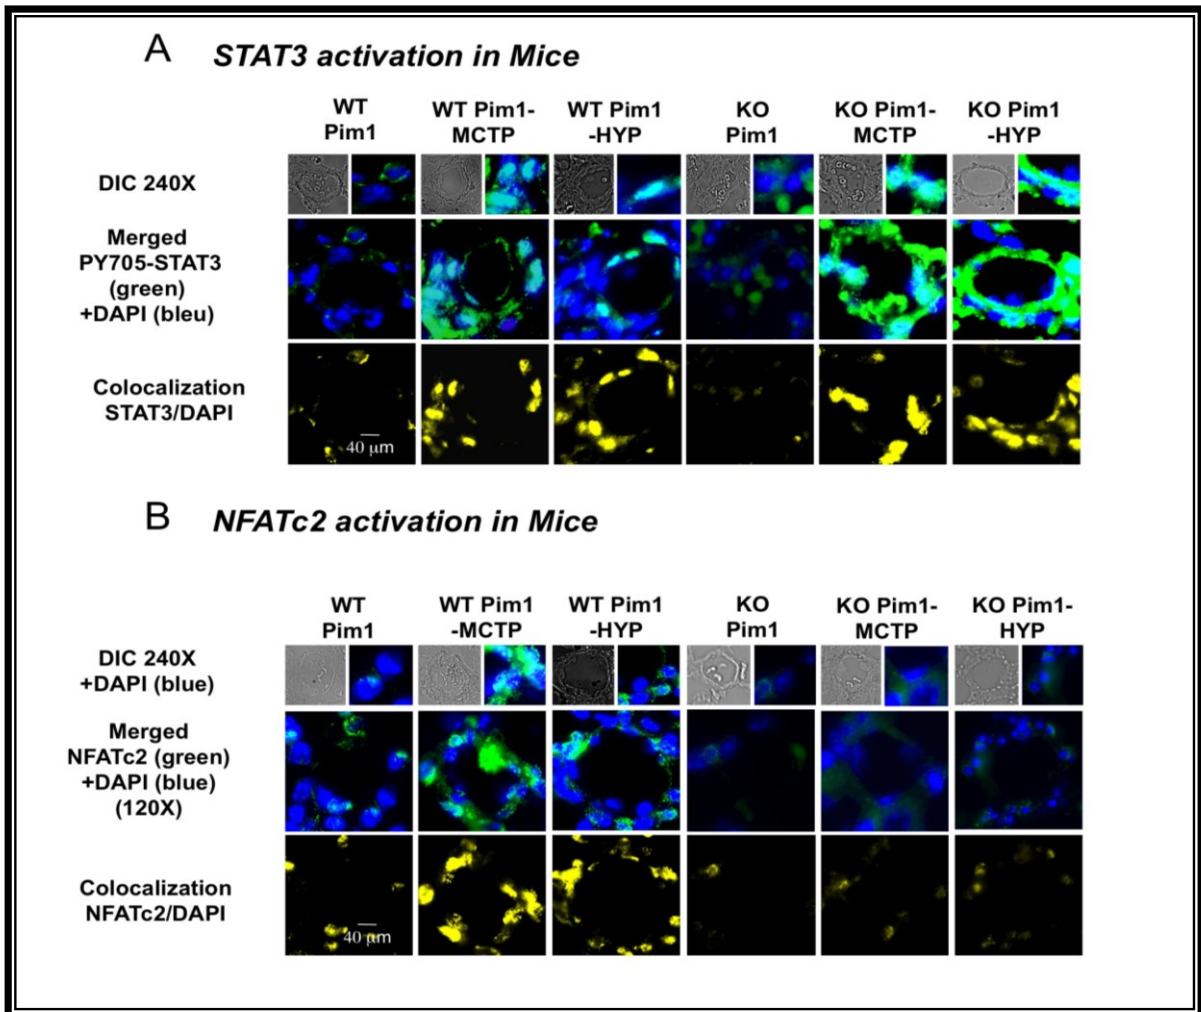 A STAT3 activation in Mice
WT Pim1
WT Pim1-MCTP
WT Pim1 -HYP
KO Pim1
KO Pim1-MCTP
KO Pim1 -HYP
DIC 240X
Merged
PY705-STAT3
(green)
+DAPI (bleu)
Colocalization
STAT3/DAPI
40 μm
B NFATc2 activation in Mice
WT Pim1
WT Pim1 -MCTP
WT Pim1 -HYP
KO Pim1
KO Pim1-MCTP
KO Pim1-HYP
DIC 240X
+DAPI (blue)
Merged
NFATc2 (green)
+DAPI (blue)
(120X)
Colocalization
NFATc2/DAPI
40 μm